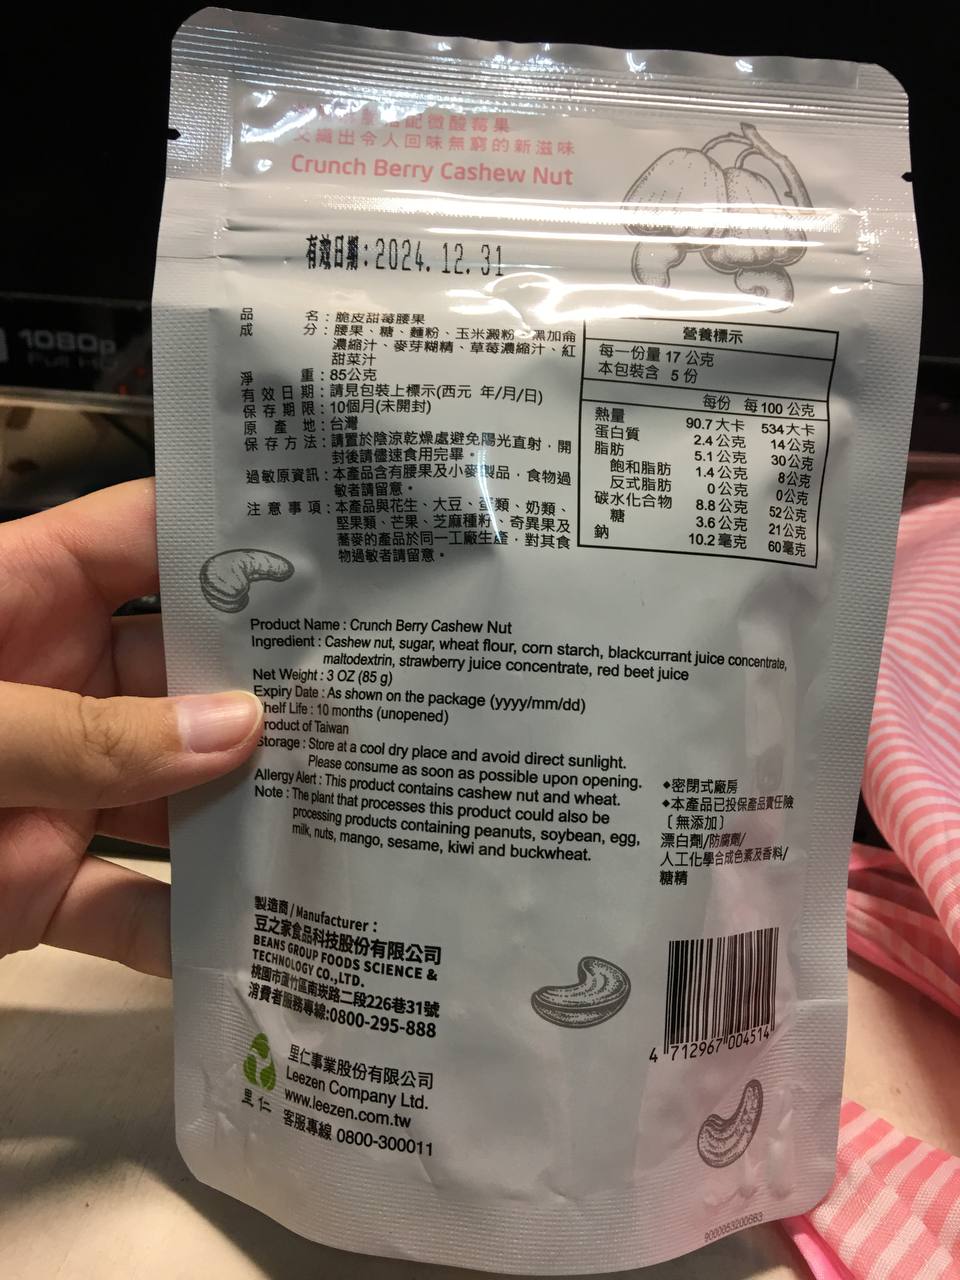 配微酸莓果
交織出令人回味無窮的新滋味
Crunch Berry Cashew Nut
有效日期:2024.12.31
品名:脆皮甜莓腰果
成分:腰果、糖、麵粉、玉米澱粉、黑加侖
濃縮汁、麥芽糊精、草莓濃縮汁、紅
甜菜汁
淨重:85公克
有效日期:請見包裝上標示(西元 年/月/日)
保存期限:10個月(未開封)
原產地:台灣
保存方法:請置於陰涼乾燥處避免陽光直射,開
封後請儘速食用完畢。
過敏原資訊:本產品含有腰果及小麥製品,食物過
敏者請留意。
注意事項:本產品與花生、大豆、蛋類、奶類、
堅果類、芒果、芝麻種籽、奇異果及
蕎麥的產品於同一工廠生產,對其食
物過敏者請留意。
營養標示
每一份量 17 公克
本包裝含 5 份
每份 每 100 公克
熱量 90.7 大卡 534 大卡
蛋白質 2.4 公克 14 公克
脂肪 5.1 公克 30 公克
飽和脂肪 1.4 公克 8 公克
反式脂肪 0 公克 0 公克
碳水化合物 8.8 公克 52 公克
糖 3.6 公克 21 公克
鈉 10.2 毫克 60 毫克
Product Name : Crunch Berry Cashew Nut
Ingredient : Cashew nut, sugar, wheat flour, corn starch, blackcurrant juice concentrate,
maltodextrin, strawberry juice concentrate, red beet juice
Net Weight : 3 OZ (85 g)
Expiry Date : As shown on the package (yyyy/mm/dd)
Shelf Life : 10 months (unopened)
Product of Taiwan
Storage : Store at a cool dry place and avoid direct sunlight.
Please consume as soon as possible upon opening.
Allergy Alert : This product contains cashew nut and wheat.
Note : The plant that processes this product could also be
processing products containing peanuts, soybean, egg,
milk, nuts, mango, sesame, kiwi and buckwheat.
◆密閉式廠房
◆本產品已投保產品責任險
〔無添加〕
漂白劑/防腐劑/
人工化學合成色素及香料/
糖精
製造商/Manufacturer:
豆之家食品科技股份有限公司
BEANS GROUP FOODS SCIENCE &
TECHNOLOGY CO.,LTD.
桃園市蘆竹區南崁路二段226巷31號
消費者服務專線:0800-295-888
里仁
里仁事業股份有限公司
Leezen Company Ltd.
www.leezen.com.tw
客服專線 0800-300011
4 712967 004514
1080p
Full HD